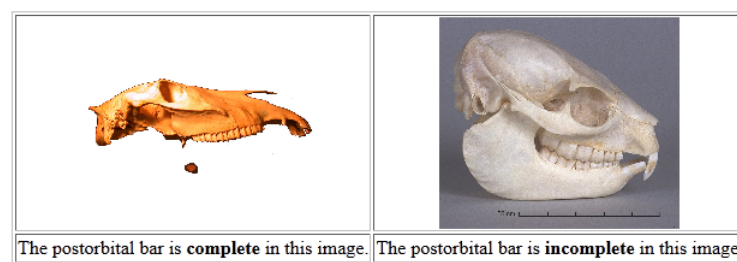 The postorbital bar is complete in this image.
The postorbital bar is incomplete in this image